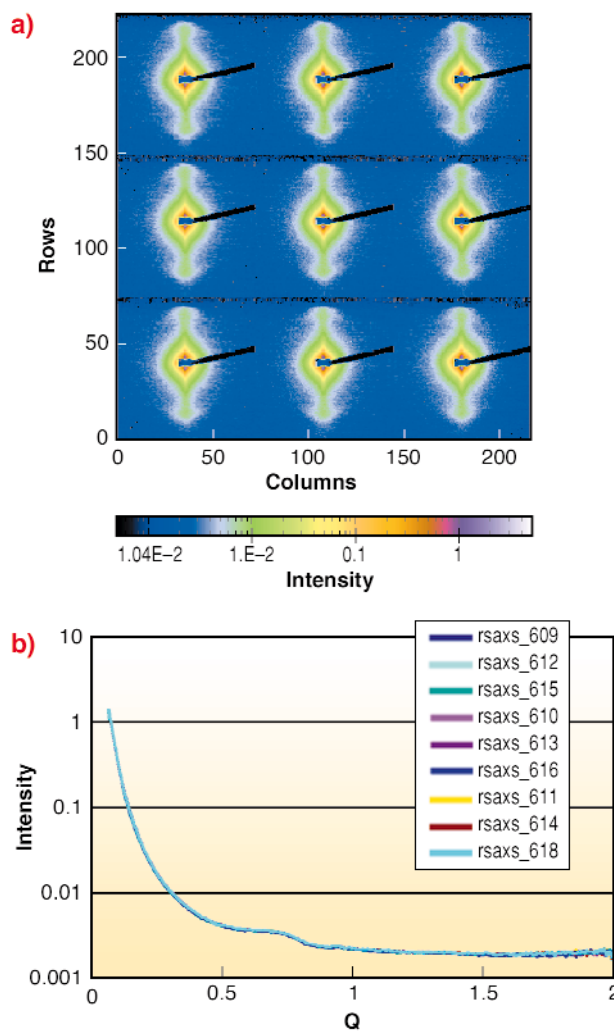 a)
200
150
100
50
0
Rows
0 50 100 150 200
Columns
1.04E–2 1.E–2 0.1 1
Intensity
b)
10
1
0.1
0.01
0.001
Intensity
rsaxs_609
rsaxs_612
rsaxs_615
rsaxs_610
rsaxs_613
rsaxs_616
rsaxs_611
rsaxs_614
rsaxs_618
0 0.5 1 1.5 2
Q